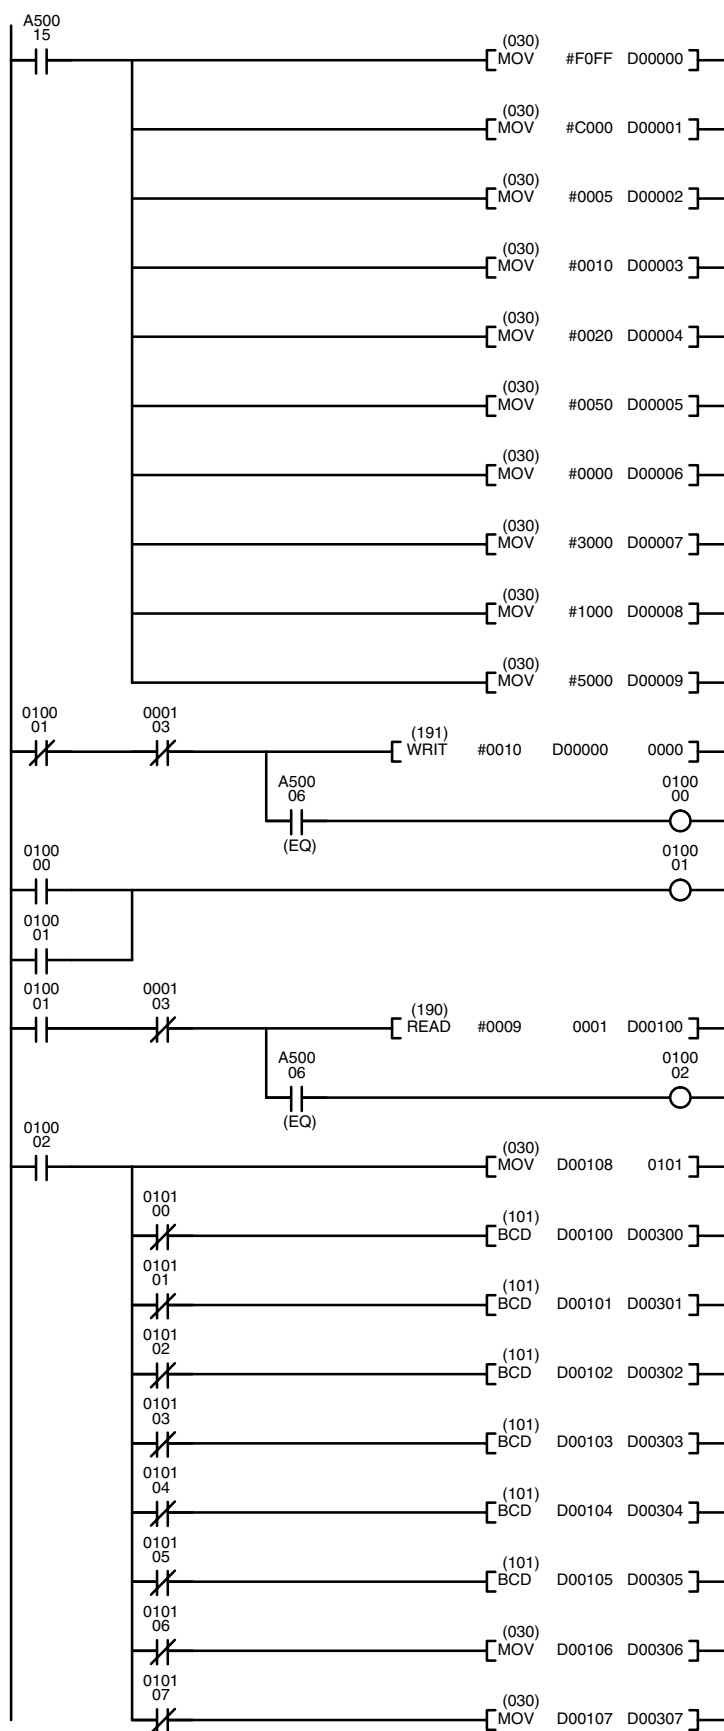 A500
15
(030)
MOV #F0FF D00000
(030)
MOV #C000 D00001
(030)
MOV #0005 D00002
(030)
MOV #0010 D00003
(030)
MOV #0020 D00004
(030)
MOV #0050 D00005
(030)
MOV #0000 D00006
(030)
MOV #3000 D00007
(030)
MOV #1000 D00008
(030)
MOV #5000 D00009
0100 0001
01 03
(191)
WRIT #0010 D00000 0000
A500 0100
06 00
(EQ)
0100 0100
00 01
0100
01
0100 0001
01 03
(190)
READ #0009 0001 D00100
A500 0100
06 02
(EQ)
0100
02
(030)
MOV D00108 0101
0101
00
(101)
BCD D00100 D00300
0101
01
(101)
BCD D00101 D00301
0101
02
(101)
BCD D00102 D00302
0101
03
(101)
BCD D00103 D00303
0101
04
(101)
BCD D00104 D00304
0101
05
(101)
BCD D00105 D00305
0101
06
(030)
MOV D00106 D00306
0101
07
(030)
MOV D00107 D00307